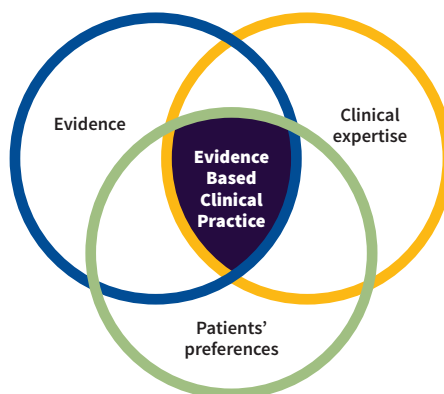 Evidence
Clinical
expertise
Evidence
Based
Clinical
Practice
Patients’
preferences